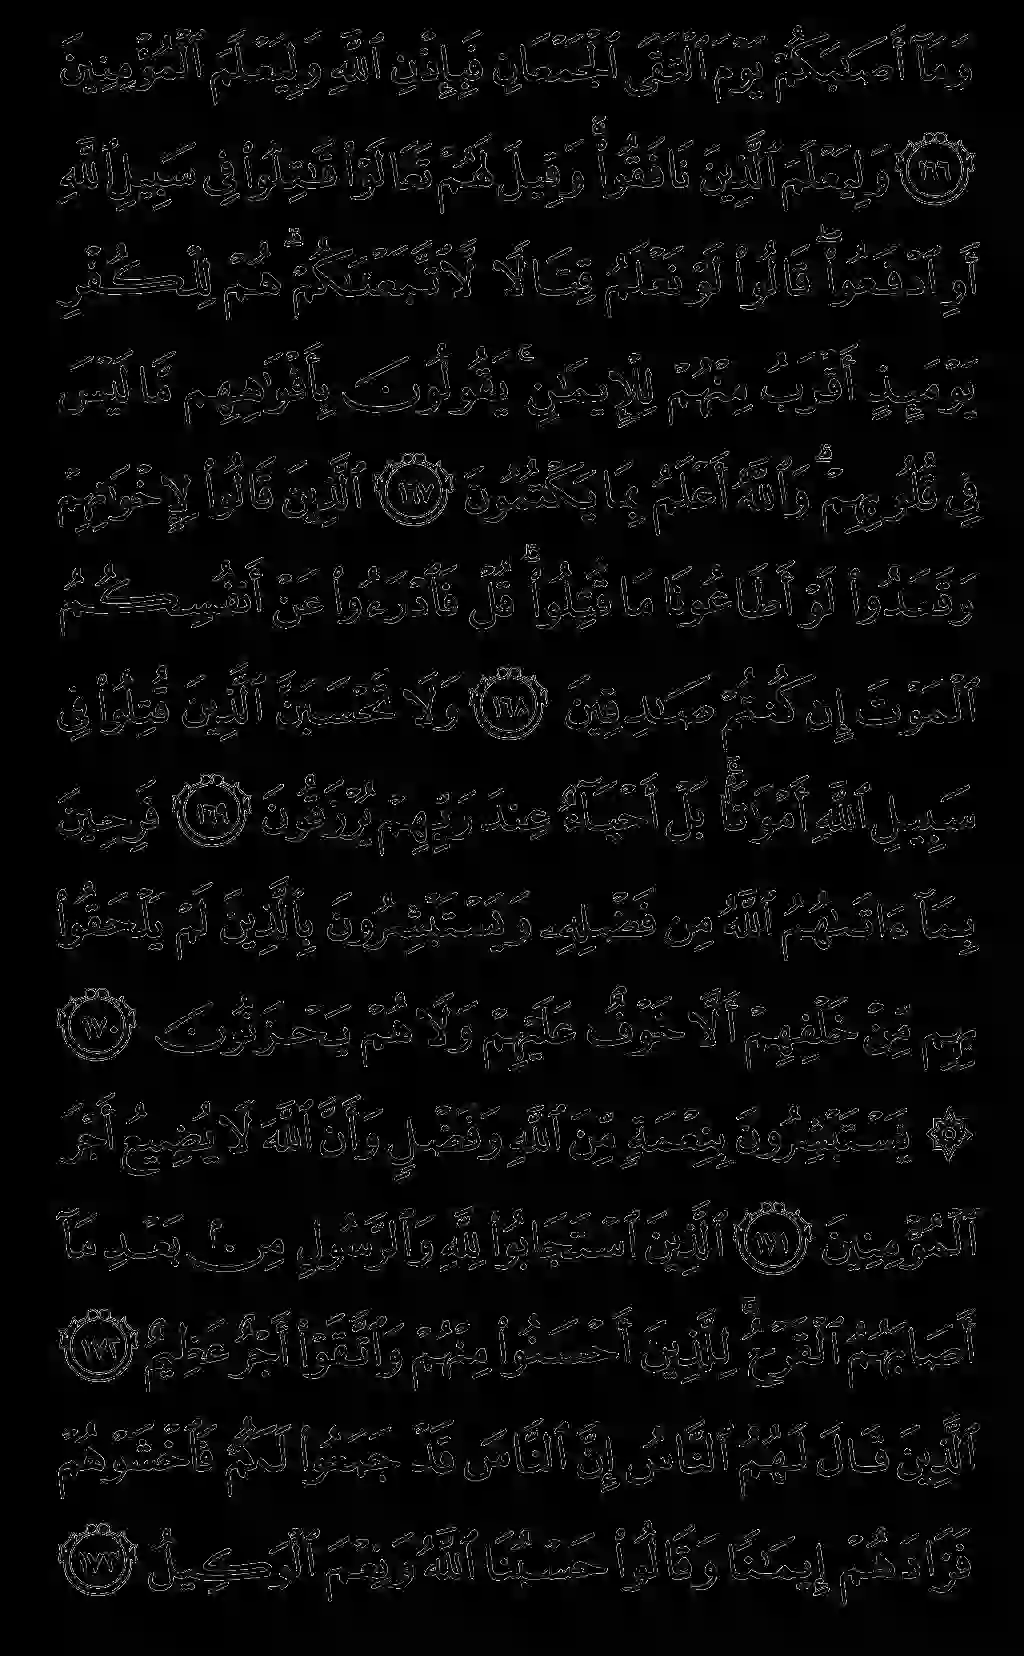 وَمَآ أَصَٰبَكُمْ يَوْمَ ٱلْتَقَى ٱلْجَمْعَانِ فَبِإِذْنِ ٱللَّهِ وَلِيَعْلَمَ ٱلْمُؤْمِنِينَ
١٦٦ وَلِيَعْلَمَ ٱلَّذِينَ نَافَقُوا۟ ۚ وَقِيلَ لَهُمْ تَعَالَوْا۟ قَٰتِلُوا۟ فِى سَبِيلِ ٱللَّهِ
أَوِ ٱدْفَعُوا۟ ۖ قَالُوا۟ لَوْ نَعْلَمُ قِتَالًا لَّٱتَّبَعْنَٰكُمْ ۗ هُمْ لِلْكُفْرِ
يَوْمَئِذٍ أَقْرَبُ مِنْهُمْ لِلْإِيمَٰنِ ۚ يَقُولُونَ بِأَفْوَٰهِهِم مَّا لَيْسَ
فِى قُلُوبِهِمْ ۗ وَٱللَّهُ أَعْلَمُ بِمَا يَكْتُمُونَ ١٦٧ ٱلَّذِينَ قَالُوا۟ لِإِخْوَٰنِهِمْ
وَقَعَدُوا۟ لَوْ أَطَاعُونَا مَا قُتِلُوا۟ ۗ قُلْ فَٱدْرَءُوا۟ عَنْ أَنفُسِكُمُ
ٱلْمَوْتَ إِن كُنتُمْ صَٰدِقِينَ ١٦٨ وَلَا تَحْسَبَنَّ ٱلَّذِينَ قُتِلُوا۟ فِى
سَبِيلِ ٱللَّهِ أَمْوَٰتًۢا ۚ بَلْ أَحْيَآءٌ عِندَ رَبِّهِمْ يُرْزَقُونَ ١٦٩ فَرِحِينَ
بِمَآ ءَاتَىٰهُمُ ٱللَّهُ مِن فَضْلِهِۦ وَيَسْتَبْشِرُونَ بِٱلَّذِينَ لَمْ يَلْحَقُوا۟
بِهِم مِّنْ خَلْفِهِمْ أَلَّا خَوْفٌ عَلَيْهِمْ وَلَا هُمْ يَحْزَنُونَ ١٧٠
۞ يَسْتَبْشِرُونَ بِنِعْمَةٍ مِّنَ ٱللَّهِ وَفَضْلٍ وَأَنَّ ٱللَّهَ لَا يُضِيعُ أَجْرَ
ٱلْمُؤْمِنِينَ ١٧١ ٱلَّذِينَ ٱسْتَجَابُوا۟ لِلَّهِ وَٱلرَّسُولِ مِنۢ بَعْدِ مَآ
أَصَابَهُمُ ٱلْقَرْحُ ۚ لِلَّذِينَ أَحْسَنُوا۟ مِنْهُمْ وَٱتَّقَوْا۟ أَجْرٌ عَظِيمٌ ١٧٢
ٱلَّذِينَ قَالَ لَهُمُ ٱلنَّاسُ إِنَّ ٱلنَّاسَ قَدْ جَمَعُوا۟ لَكُمْ فَٱخْشَوْهُمْ
فَزَادَهُمْ إِيمَٰنًا وَقَالُوا۟ حَسْبُنَا ٱللَّهُ وَنِعْمَ ٱلْوَكِيلُ ١٧٣